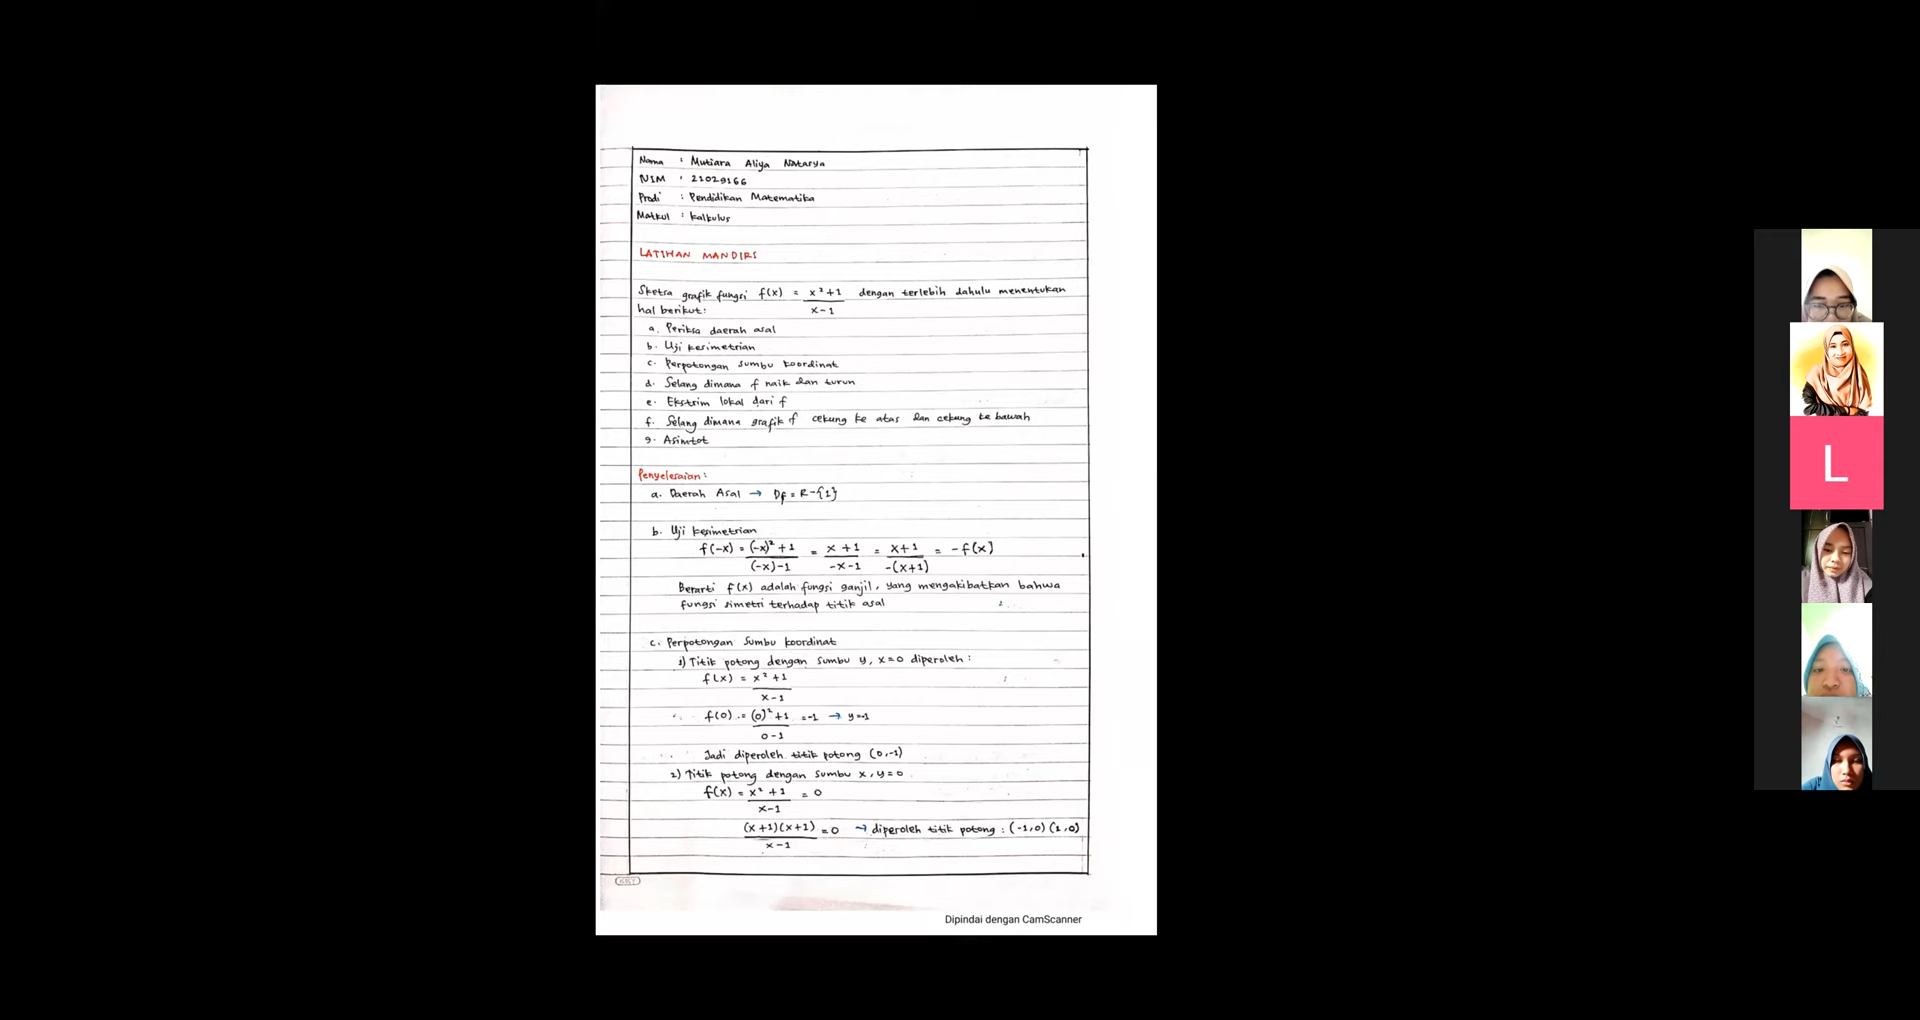 Nama : Mutiara Aliya Natasya
NIM : 21029166
Prodi : Pendidikan Matematika
Matkul : Kalkulus
LATIHAN MANDIRI
Sketsa grafik fungsi f(x) = x²+1 / x-1 dengan terlebih dahulu menentukan
hal berikut:
a. Periksa daerah asal
b. Uji kesimetrian
c. Perpotongan sumbu koordinat
d. Selang dimana f naik dan turun
e. Ekstrim lokal dari f
f. Selang dimana grafik f cekung ke atas dan cekung ke bawah
g. Asimtot
Penyelesaian:
a. Daerah Asal → Df = R-{1}
b. Uji kesimetrian
f(-x) = (-x)²+1 / (-x)-1 = x+1 / -x-1 = x+1 / -(x+1) = -f(x)
Berarti f(x) adalah fungsi ganjil, yang mengakibatkan bahwa
fungsi simetri terhadap titik asal
c. Perpotongan Sumbu Koordinat
1) Titik potong dengan sumbu y, x=0 diperoleh:
f(x) = x²+1 / x-1
f(0) = (0)²+1 / 0-1 = -1 → y=-1
Jadi diperoleh titik potong (0,-1)
2) Titik potong dengan sumbu x, y=0
f(x) = x²+1 / x-1 = 0
(x+1)(x+1) / x-1 = 0 → diperoleh titik potong : (-1,0) (1,0)
Dipindai dengan CamScanner
L